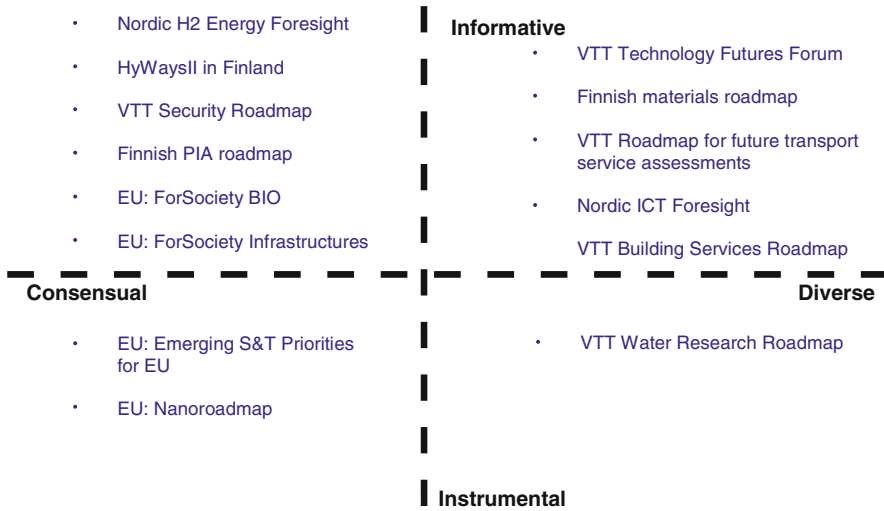 • Nordic H2 Energy Foresight
• HyWaysII in Finland
• VTT Security Roadmap
• Finnish PIA roadmap
• EU: ForSociety BIO
• EU: ForSociety Infrastructures
Informative
• VTT Technology Futures Forum
• Finnish materials roadmap
• VTT Roadmap for future transport
service assessments
• Nordic ICT Foresight
VTT Building Services Roadmap
Consensual
Diverse
• EU: Emerging S&T Priorities
for EU
• EU: Nanoroadmap
• VTT Water Research Roadmap
Instrumental